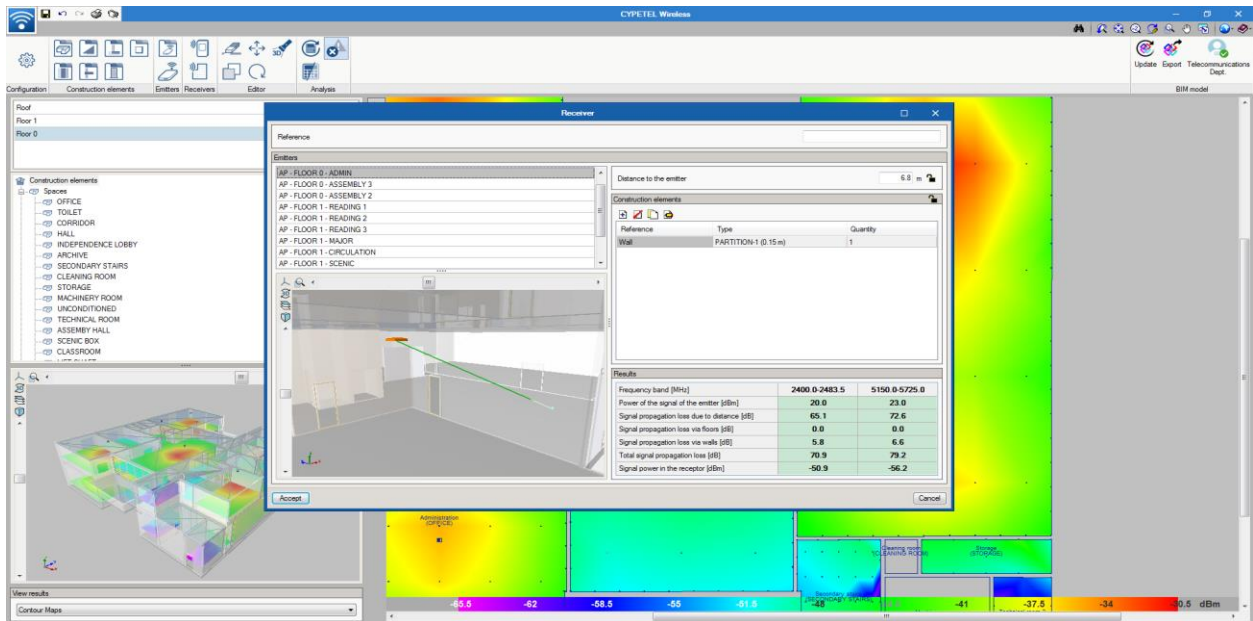 CYPETEL Wireless
Update Export Telecommunications
Dept.
Configuration Construction elements Emitters Receivers Editor Analysis BIM model
Roof
Floor 1
Floor 0
Construction elements
Spaces
OFFICE
TOILET
CORRIDOR
HALL
INDEPENDENCE LOBBY
ARCHIVE
SECONDARY STAIRS
CLEANING ROOM
STORAGE
MACHINERY ROOM
UNCONDITIONED
TECHNICAL ROOM
ASSEMBY HALL
SCENIC BOX
CLASSROOM
View results
Contour Maps
Receiver
Reference
Emitters
AP - FLOOR 0 - ADMIN
AP - FLOOR 0 - ASSEMBLY 3
AP - FLOOR 0 - ASSEMBLY 2
AP - FLOOR 1 - READING 1
AP - FLOOR 1 - READING 2
AP - FLOOR 1 - READING 3
AP - FLOOR 1 - MAJOR
AP - FLOOR 1 - CIRCULATION
AP - FLOOR 1 - SCENIC
Distance to the emitter 6.8 m
Construction elements
Reference Type Quantity
Wall PARTITION-1 (0.15 m) 1
Results
Frequency band [MHz] 2400.0-2483.5 5150.0-5725.0
Power of the signal of the emitter [dBm] 20.0 23.0
Signal propagation loss due to distance [dB] 65.1 72.6
Signal propagation loss via floors [dB] 0.0 0.0
Signal propagation loss via walls [dB] 5.8 6.6
Total signal propagation loss [dB] 70.9 79.2
Signal power in the receptor [dBm] -50.9 -56.2
Accept Cancel
Administration
(OFFICE)
Cleaning room
(CLEANING ROOM)
Storage
(STORAGE)
(SECONDARY STAIRS)
-65.5 -62 -58.5 -55 -51.5 -48 -41 -37.5 -34 -30.5 dBm